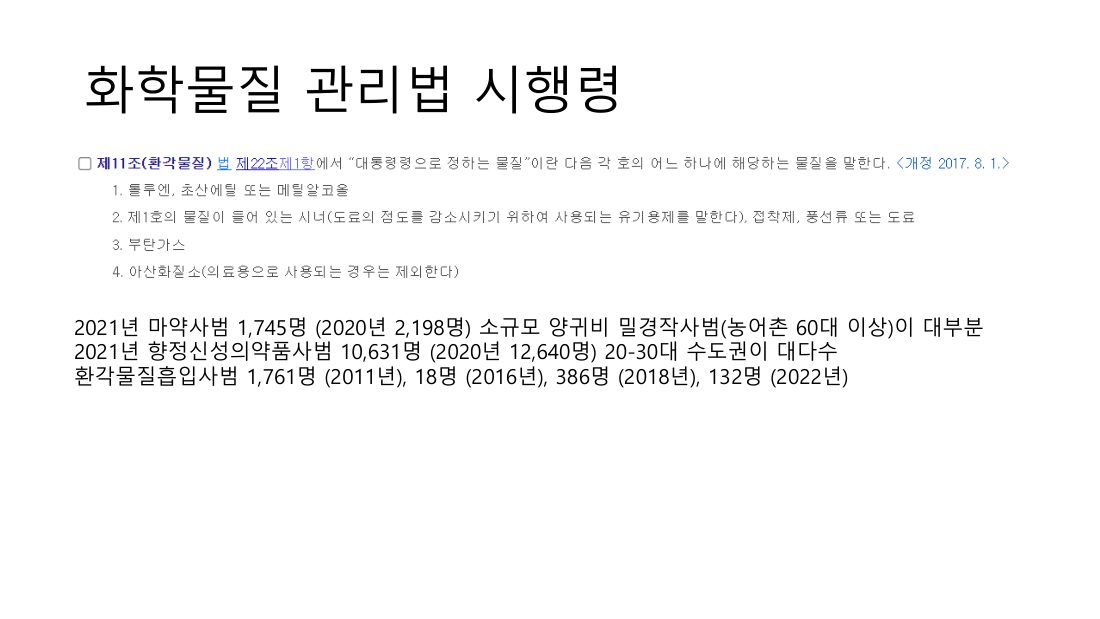 화학물질 관리법 시행령
제11조(환각물질) 법 제22조제1항에서 “대통령령으로 정하는 물질”이란 다음 각 호의 어느 하나에 해당하는 물질을 말한다. <개정 2017. 8. 1.>
1. 톨루엔, 초산에틸 또는 메틸알코올
2. 제1호의 물질이 들어 있는 시너(도료의 점도를 감소시키기 위하여 사용되는 유기용제를 말한다), 접착제, 풍선류 또는 도료
3. 부탄가스
4. 아산화질소(의료용으로 사용되는 경우는 제외한다)
2021년 마약사범 1,745명 (2020년 2,198명) 소규모 양귀비 밀경작사범(농어촌 60대 이상)이 대부분
2021년 향정신성의약품사범 10,631명 (2020년 12,640명) 20-30대 수도권이 대다수
환각물질흡입사범 1,761명 (2011년), 18명 (2016년), 386명 (2018년), 132명 (2022년)